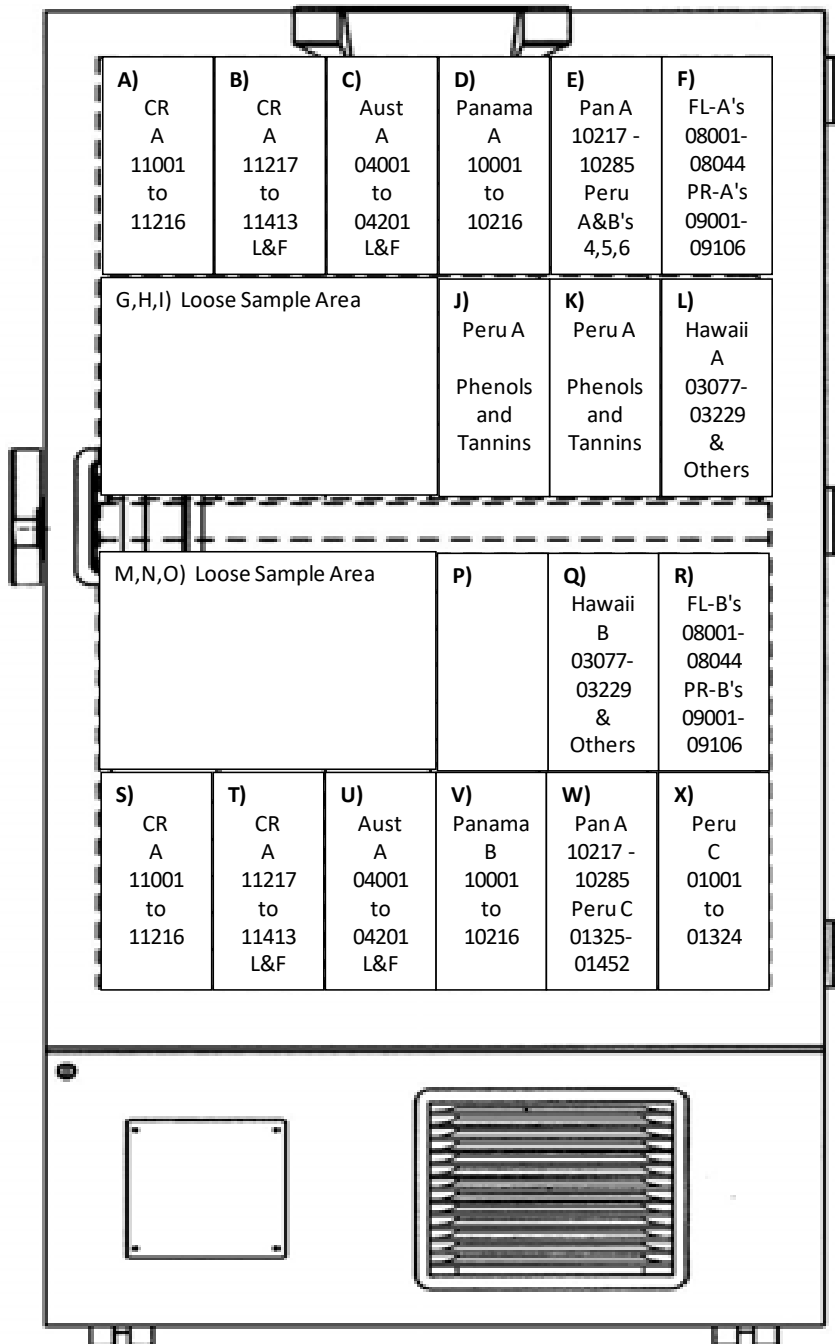 A)
CR
A
11001
to
11216
B)
CR
A
11217
to
11413
L&F
C)
Aust
A
04001
to
04201
L&F
D)
Panama
A
10001
to
10216
E)
Pan A
10217 -
10285
Peru
A&B's
4,5,6
F)
FL-A's
08001-
08044
PR-A's
09001-
09106
G,H,I) Loose Sample Area
J)
Peru A
Phenols
and
Tannins
K)
Peru A
Phenols
and
Tannins
L)
Hawaii
A
03077-
03229
&
Others
M,N,O) Loose Sample Area
P)
Q)
Hawaii
B
03077-
03229
&
Others
R)
FL-B's
08001-
08044
PR-B's
09001-
09106
S)
CR
A
11001
to
11216
T)
CR
A
11217
to
11413
L&F
U)
Aust
A
04001
to
04201
L&F
V)
Panama
B
10001
to
10216
W)
Pan A
10217 -
10285
Peru C
01325-
01452
X)
Peru
C
01001
to
01324